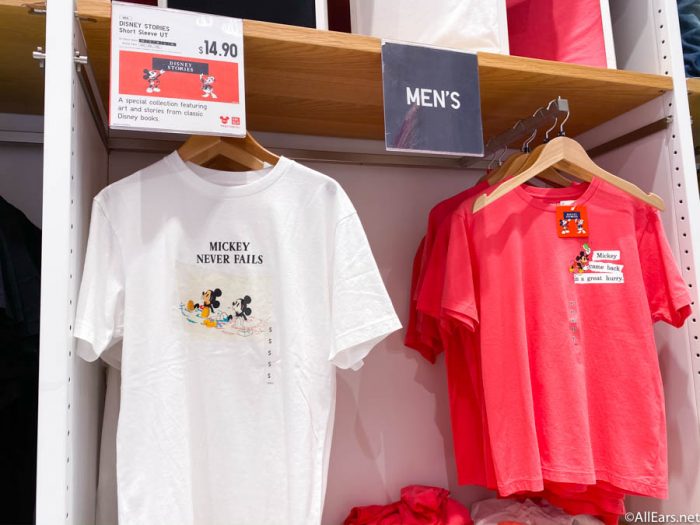 DISNEY STORIES
Short Sleeve UT
$14.90
DISNEY
STORIES
A special collection featuring
art and stories from classic
Disney books.
MEN'S
MICKEY
NEVER FAILS
S
S
S
S
S
Mickey
came back
in a great hurry.
©AllEars.net